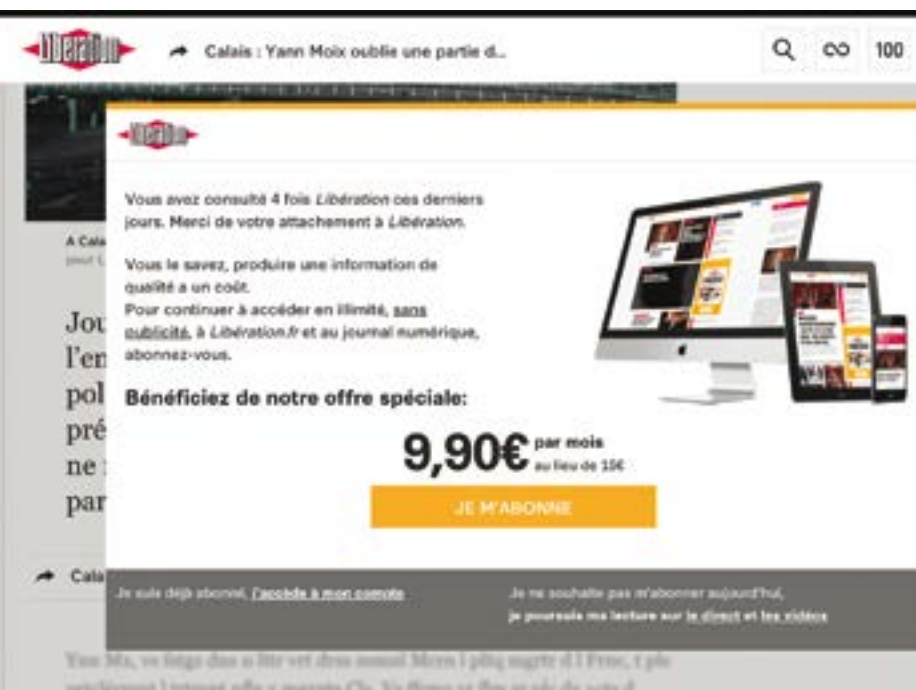 Libération
Calais : Yann Moix oublie une partie d...
100
Libération
Vous avez consulté 4 fois Libération ces derniers
jours. Merci de votre attachement à Libération.
Vous le savez, produire une information de
qualité a un coût.
Pour continuer à accéder en illimité, sans
publicité, à Libération.fr et au journal numérique,
abonnez-vous.
Bénéficiez de notre offre spéciale:
9,90€ par mois
au lieu de 15€
JE M'ABONNE
A Cala
Jou
l'en
pol
pré
ne
par
Cala
Je suis déjà abonné, j'accède à mon compte
Je ne souhaite pas m'abonner aujourd'hui,
je poursuis ma lecture sur le direct et les vidéos